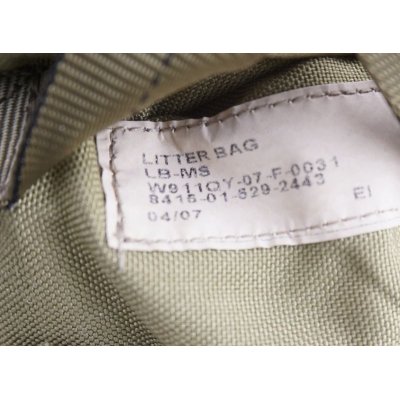 LITTER BAG
LB-MS
W911QY-07-F-0031
8415-01-529-2443
04/07 EI